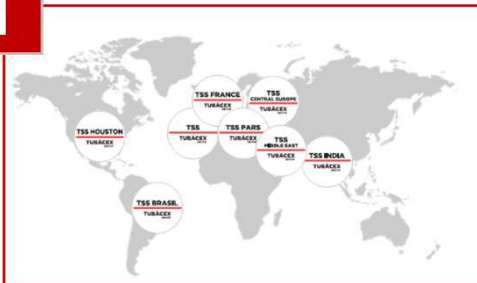 TSS FRANCE
TUBACEX
TSS
CENTRAL EUROPE
TUBACEX
TSS HOUSTON
TUBACEX
TSS
TUBACEX
TSS PARS
TUBACEX
TSS
MIDDLE EAST
TUBACEX
TSS INDIA
TUBACEX
TSS BRASIL
TUBACEX